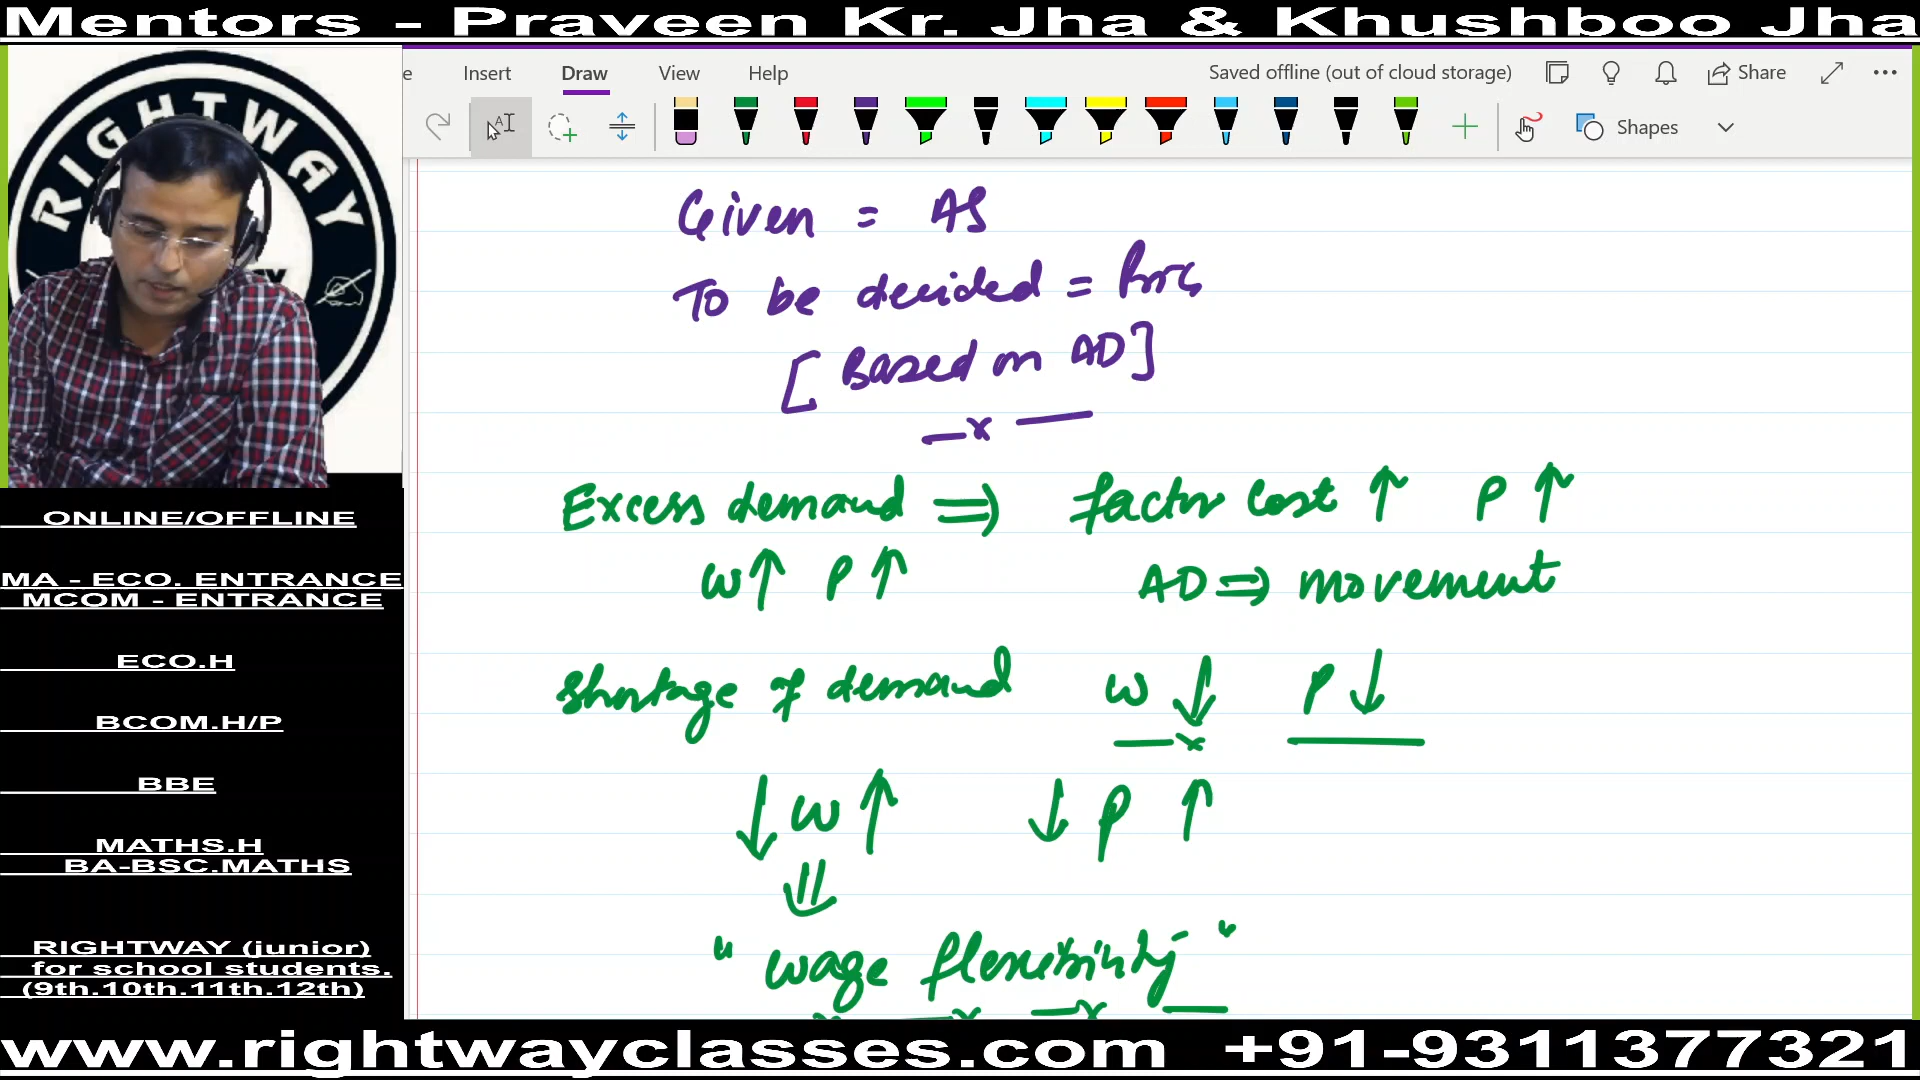 Mentors - Praveen Kr. Jha & Khushboo Jha
RIGHTWAY
e Insert Draw View Help
Saved offline (out of cloud storage) Share
Shapes
Given = AS
To be decided =
[Based on AD]
— x —
Excess demand ⇒ factor cost ↑ P ↑
W ↑ P ↑ AD ⇒ movement
Shortage of demand W ↓ P ↓
— x —
↓ W ↑ ↓ P ↑
⇓
"wage flexibility"
ONLINE/OFFLINE
MA - ECO. ENTRANCE
MCOM - ENTRANCE
ECO.H
BCOM.H/P
BBE
MATHS.H
BA-BSC.MATHS
RIGHTWAY (junior)
for school students.
(9th.10th.11th.12th)
www.rightwayclasses.com +91-9311377321